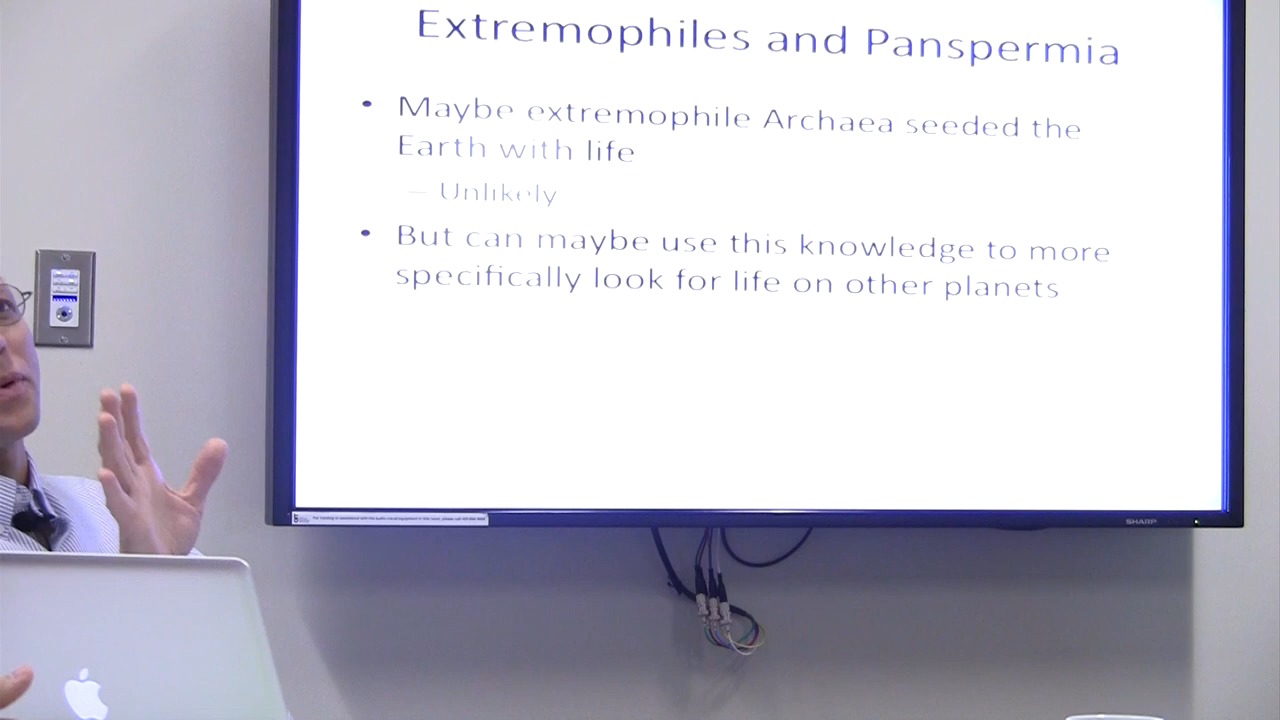 Extremophiles and Panspermia
• Maybe extremophile Archaea seeded the
Earth with life
– Unlikely
• But can maybe use this knowledge to more
specifically look for life on other planets
SHARP